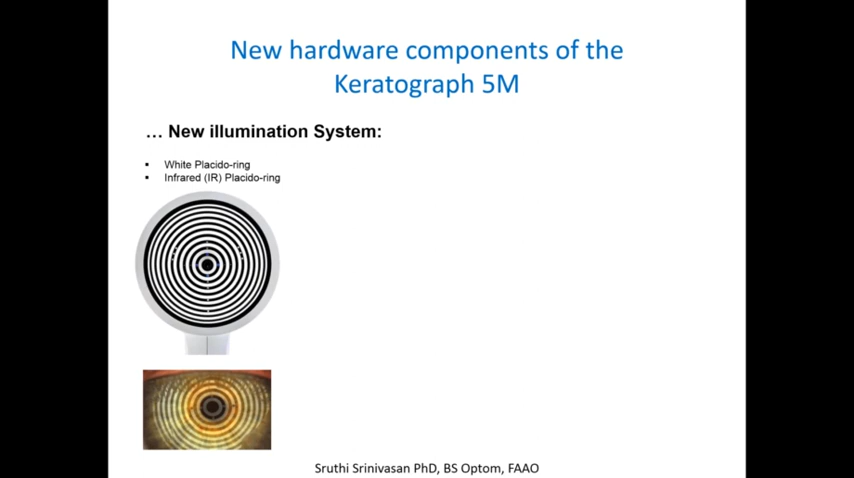 New hardware components of the
Keratograph 5M
… New illumination System:
▪ White Placido-ring
▪ Infrared (IR) Placido-ring
Sruthi Srinivasan PhD, BS Optom, FAAO